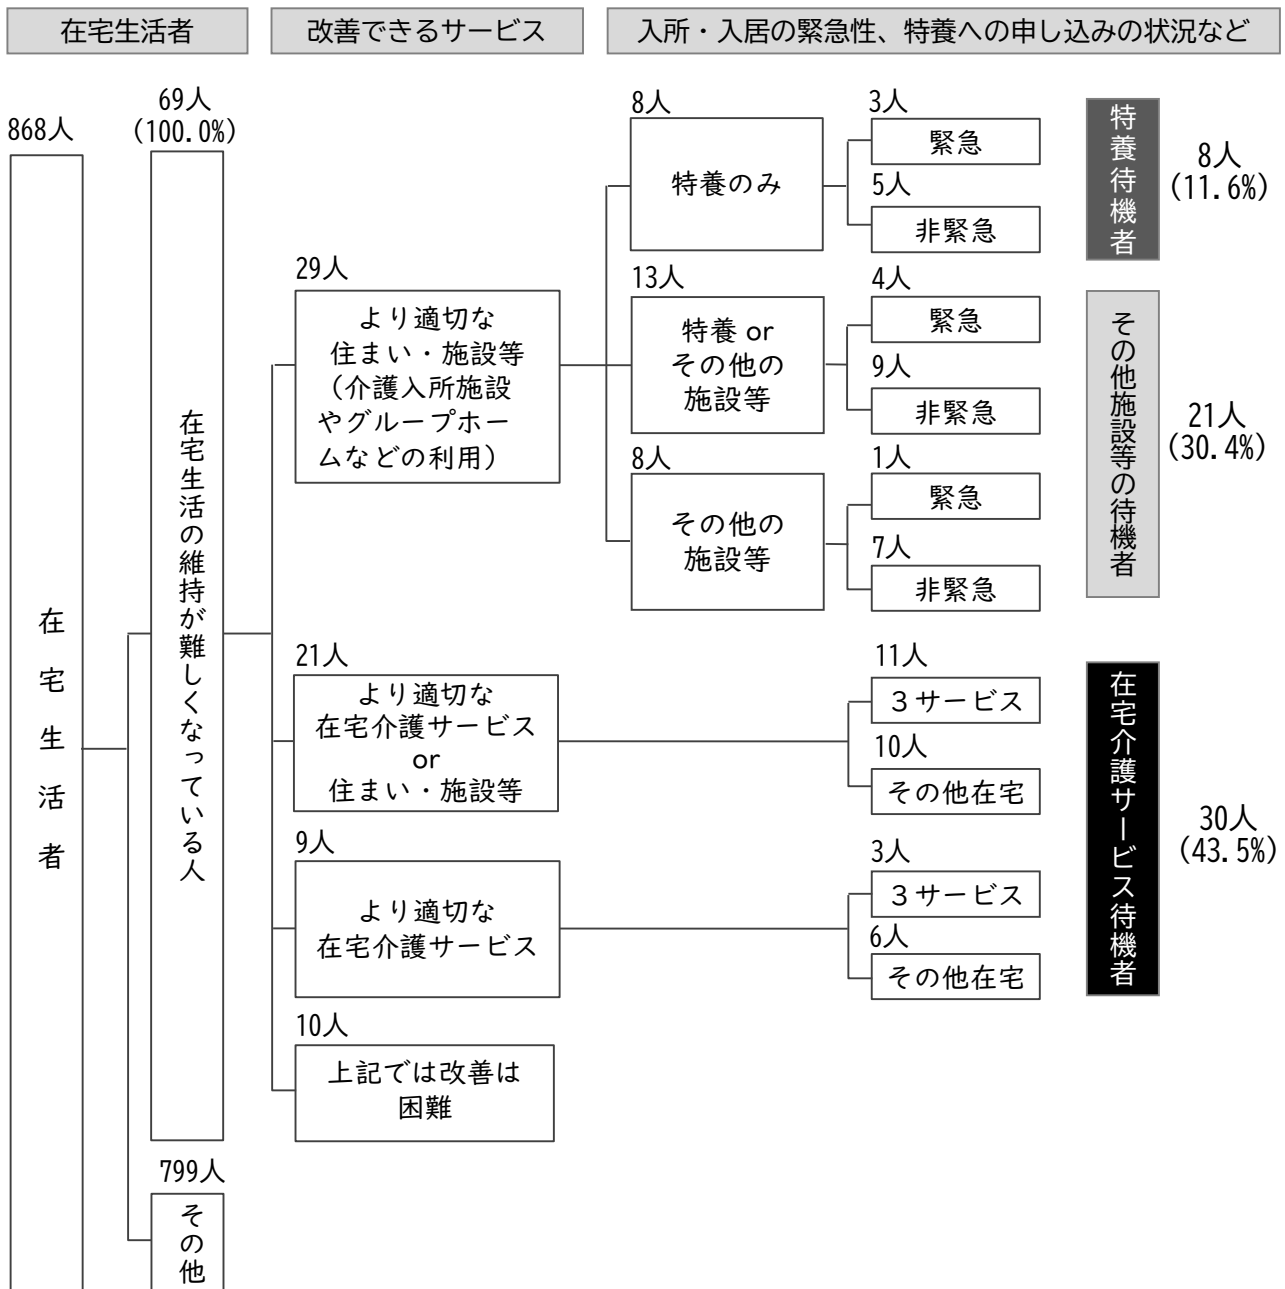 在宅生活者
改善できるサービス
入所・入居の緊急性、特養への申し込みの状況など
868人
在宅生活者
69人
(100.0%)
在宅生活の維持が難しくなっている人
799人
その他
29人
より適切な
住まい・施設等
（介護入所施設
やグループホー
ムなどの利用）
8人
特養のみ
3人
緊急
5人
非緊急
13人
特養 or
その他の
施設等
4人
緊急
9人
非緊急
8人
その他の
施設等
1人
緊急
7人
非緊急
21人
より適切な
在宅介護サービス
or
住まい・施設等
11人
３サービス
10人
その他在宅
9人
より適切な
在宅介護サービス
3人
３サービス
6人
その他在宅
10人
上記では改善は
困難
特養待機者
8人
(11.6%)
その他施設等の待機者
21人
(30.4%)
在宅介護サービス待機者
30人
(43.5%)